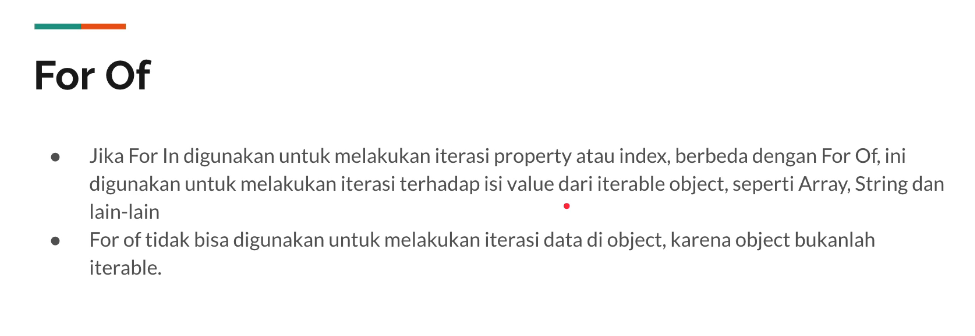 For Of
● Jika For In digunakan untuk melakukan iterasi property atau index, berbeda dengan For Of, ini
digunakan untuk melakukan iterasi terhadap isi value dari iterable object, seperti Array, String dan
lain-lain
● For of tidak bisa digunakan untuk melakukan iterasi data di object, karena object bukanlah
iterable.